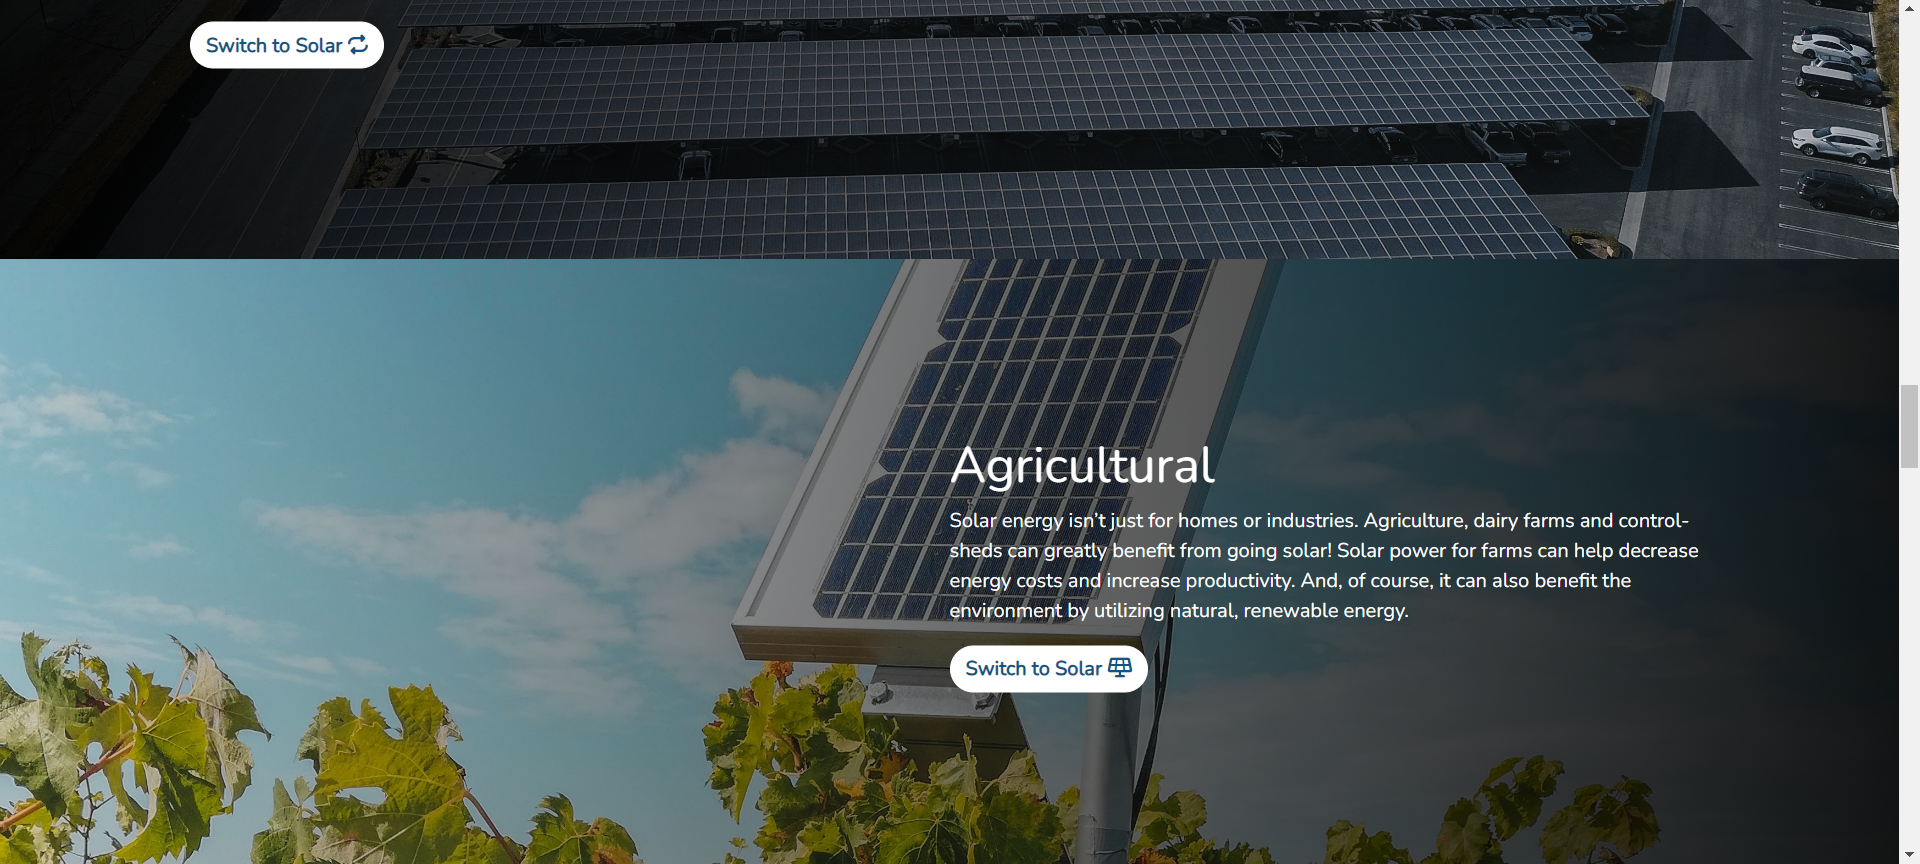 Switch to Solar
Agricultural
Solar energy isn't just for homes or industries. Agriculture, dairy farms and control-
sheds can greatly benefit from going solar! Solar power for farms can help decrease
energy costs and increase productivity. And, of course, it can also benefit the
environment by utilizing natural, renewable energy.
Switch to Solar